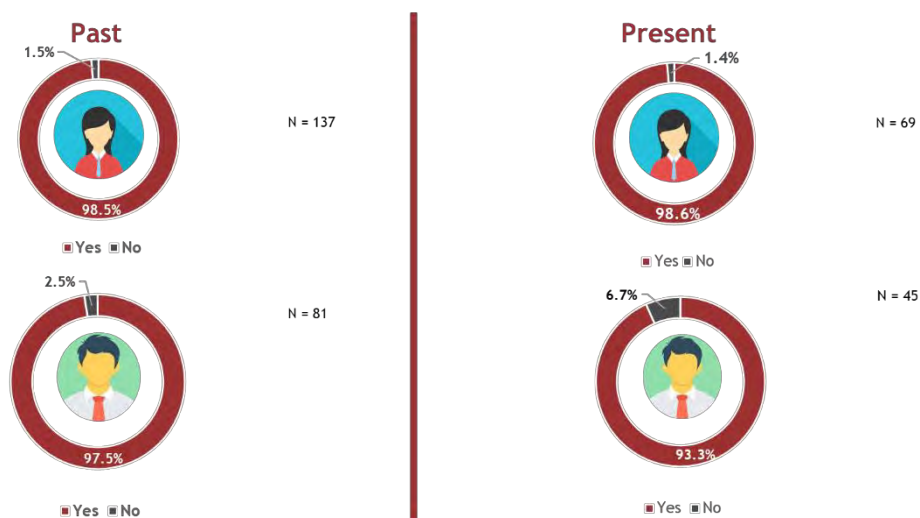 Past
1.5%
N = 137
98.5%
Yes No
2.5%
N = 81
97.5%
Yes No
Present
1.4%
N = 69
98.6%
Yes No
6.7%
N = 45
93.3%
Yes No